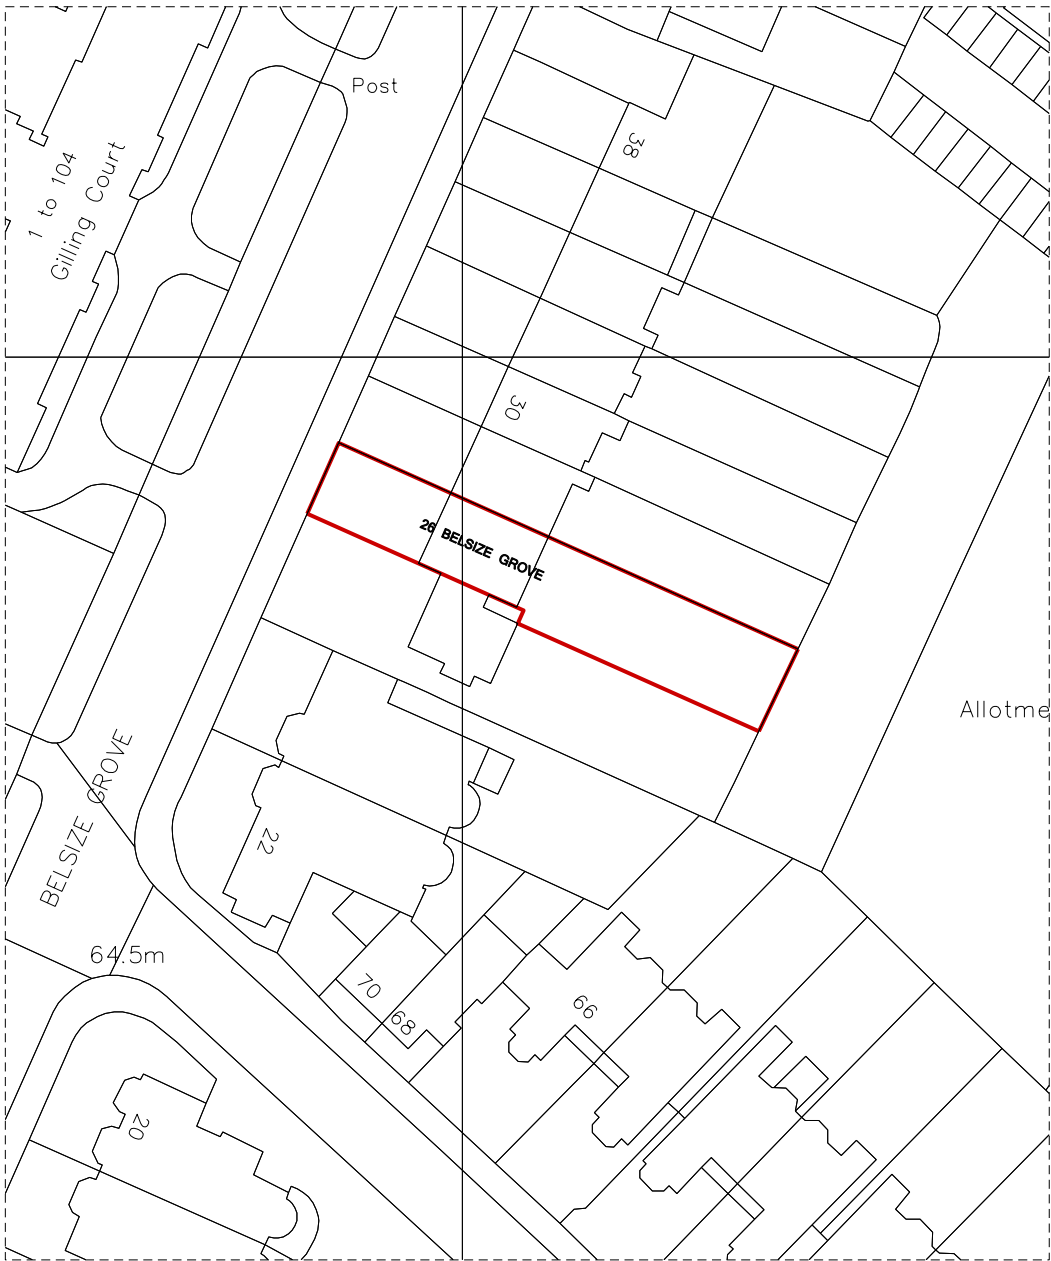 Post
38
1 to 104
Gilling Court
30
26 BELSIZE GROVE
Allotme
BELSIZE GROVE
22
64.5m
70
68
66
20